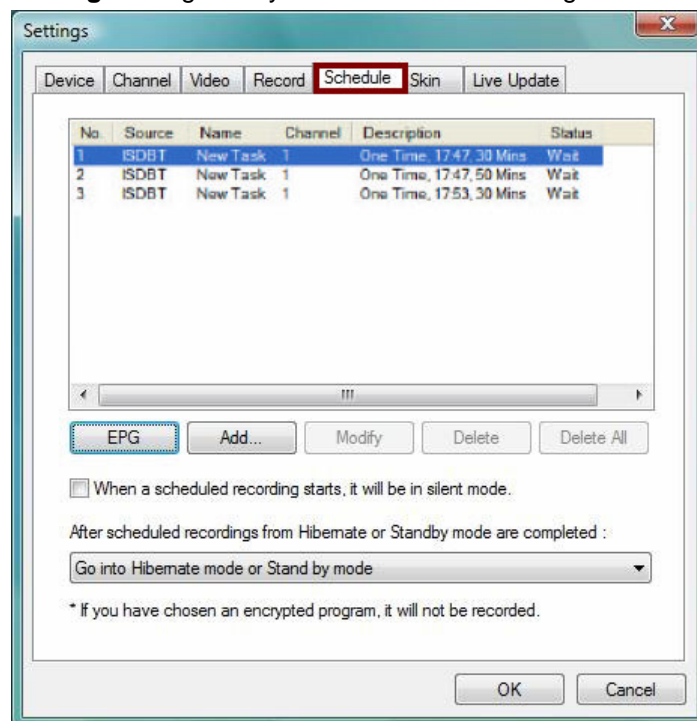 Settings
Device Channel Video Record Schedule Skin Live Update
No. Source Name Channel Description Status
1 ISDBT New Task 1 One Time, 17:47, 30 Mins Wait
2 ISDBT New Task 1 One Time, 17:47, 50 Mins Wait
3 ISDBT New Task 1 One Time, 17:53, 30 Mins Wait
EPG Add... Modify Delete Delete All
When a scheduled recording starts, it will be in silent mode.
After scheduled recordings from Hibernate or Standby mode are completed :
Go into Hibernate mode or Stand by mode
* If you have chosen an encrypted program, it will not be recorded.
OK Cancel